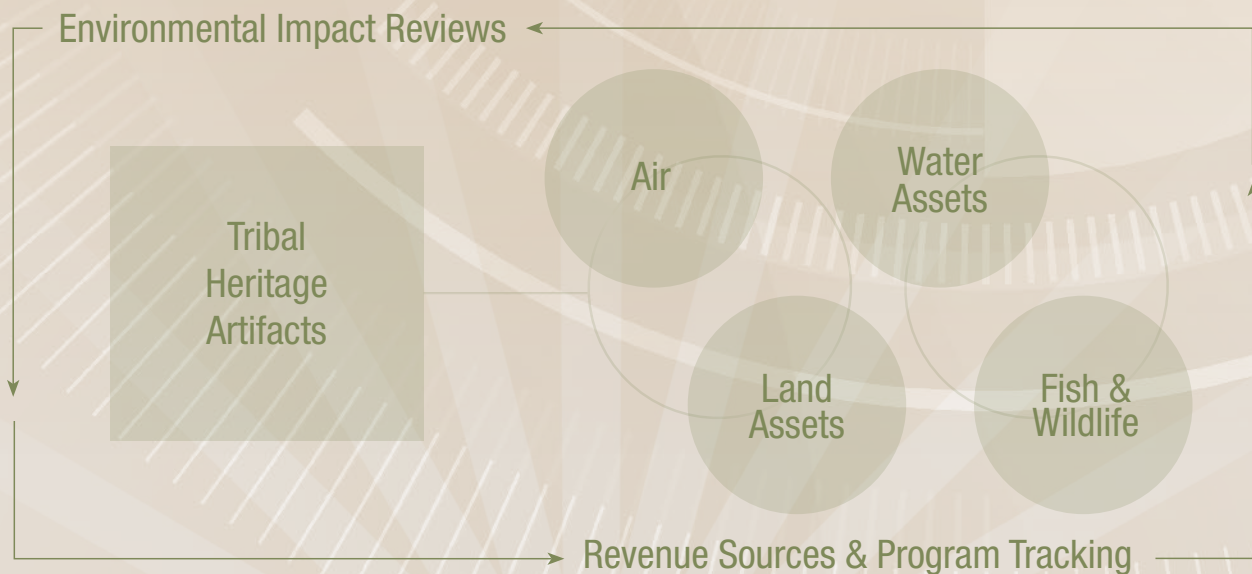 Environmental Impact Reviews
Air
Water
Assets
Tribal
Heritage
Artifacts
Land
Assets
Fish &
Wildlife
Revenue Sources & Program Tracking